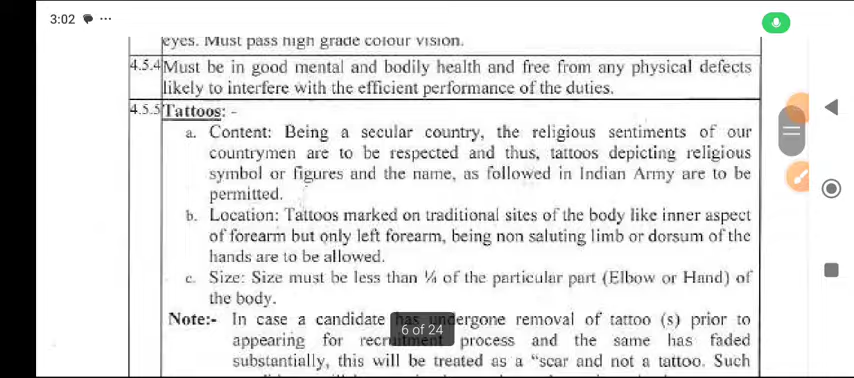 3:02
eyes. Must pass high grade colour vision.
4.5.4 Must be in good mental and bodily health and free from any physical defects
likely to interfere with the efficient performance of the duties.
4.5.5 Tattoos: -
a. Content: Being a secular country, the religious sentiments of our
countrymen are to be respected and thus, tattoos depicting religious
symbol or figures and the name, as followed in Indian Army are to be
permitted.
b. Location: Tattoos marked on traditional sites of the body like inner aspect
of forearm but only left forearm, being non saluting limb or dorsum of the
hands are to be allowed.
c. Size: Size must be less than ¼ of the particular part (Elbow or Hand) of
the body.
Note:- In case a candidate has undergone removal of tattoo (s) prior to
6 of 24
appearing for recruitment process and the same has faded
substantially, this will be treated as a "scar and not a tattoo. Such